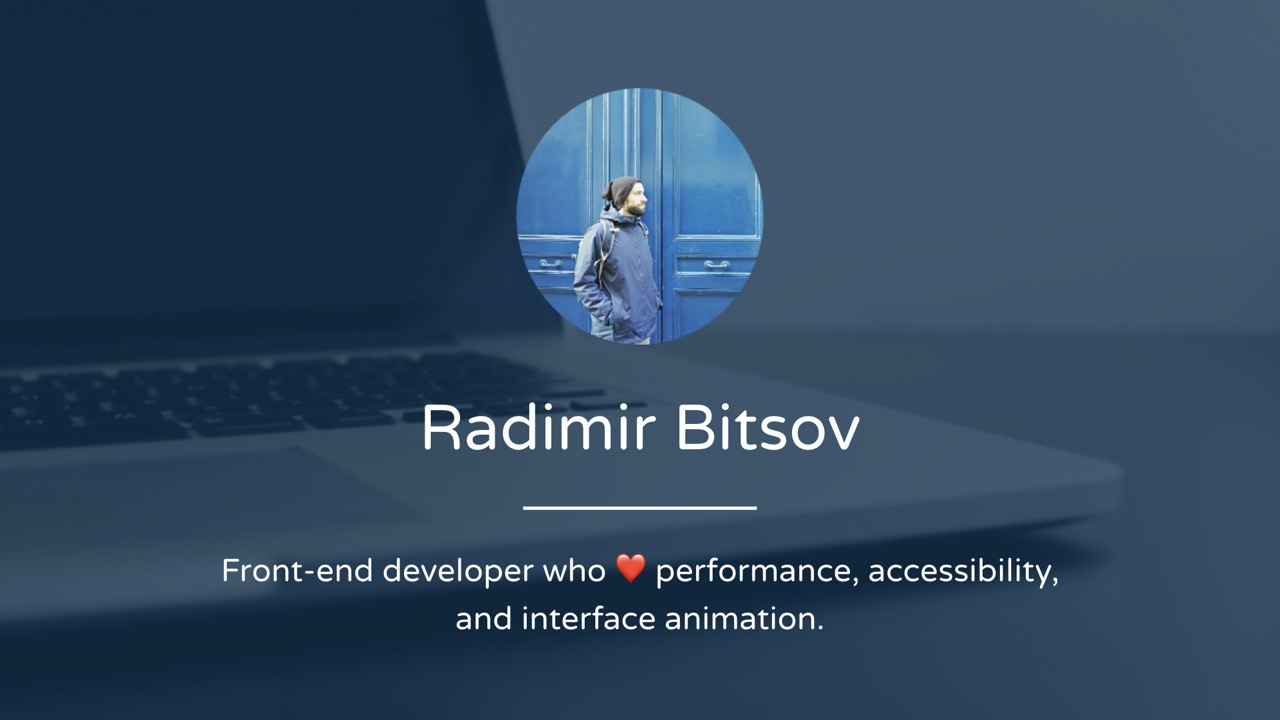 Radimir Bitsov
Front-end developer who ❤️ performance, accessibility,
and interface animation.